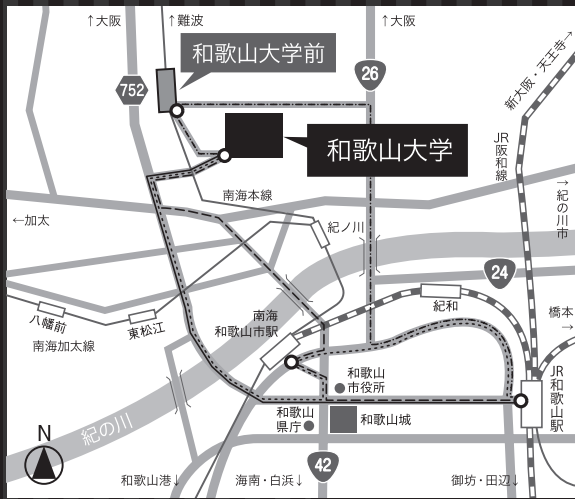 ↑大阪
↑難波
↑大阪
新大阪・天王寺→
和歌山大学前
752
26
和歌山大学
JR
阪和線
→紀の川市
南海本線
←加太
紀ノ川
24
紀和
橋本
→
八幡前
東松江
南海加太線
南海
和歌山市駅
和歌山
市役所
JR
和歌山駅
和歌山
県庁
和歌山城
紀の川
N
42
和歌山港↓
海南・白浜↓
御坊・田辺↓